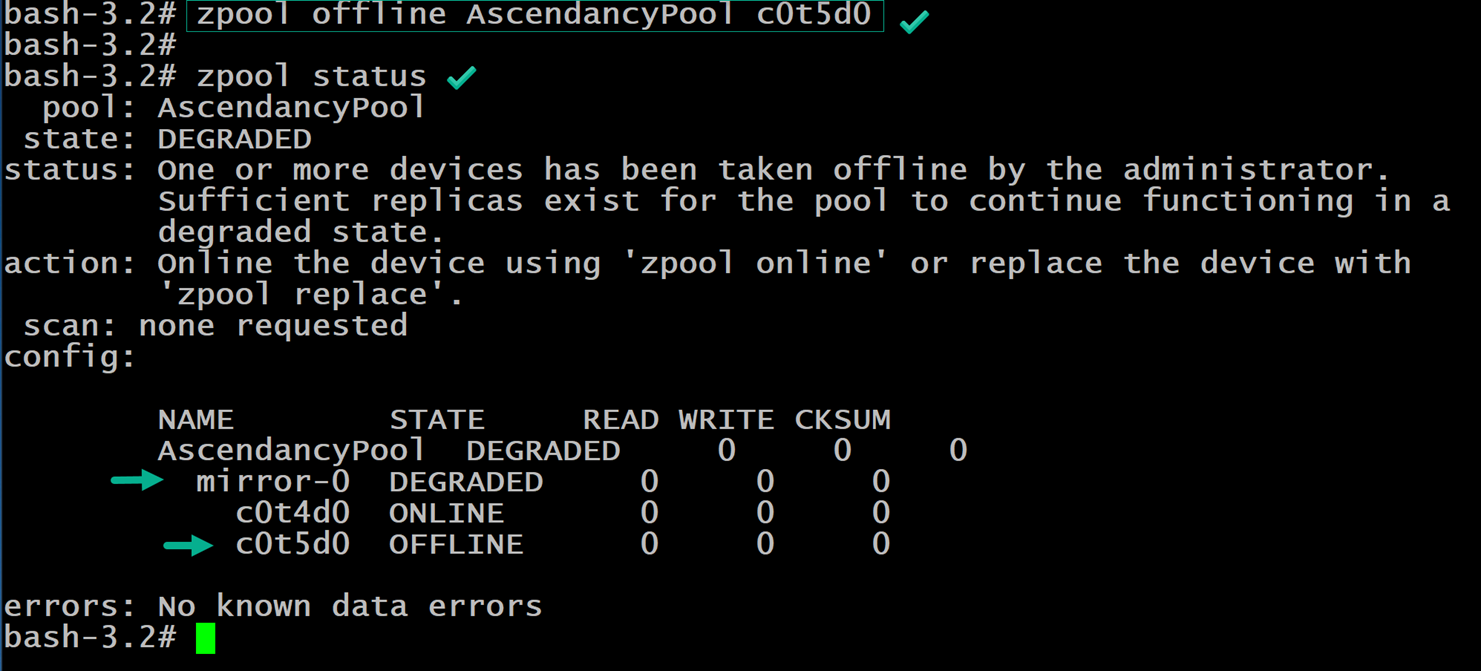 bash-3.2# zpool offline AscendancyPool c0t5d0
bash-3.2#
bash-3.2# zpool status
  pool: AscendancyPool
 state: DEGRADED
status: One or more devices has been taken offline by the administrator.
        Sufficient replicas exist for the pool to continue functioning in a
        degraded state.
action: Online the device using 'zpool online' or replace the device with
        'zpool replace'.
 scan: none requested
config:

        NAME        STATE     READ WRITE CKSUM
        AscendancyPool  DEGRADED     0     0     0
          mirror-0  DEGRADED     0     0     0
            c0t4d0  ONLINE       0     0     0
            c0t5d0  OFFLINE      0     0     0

errors: No known data errors
bash-3.2#